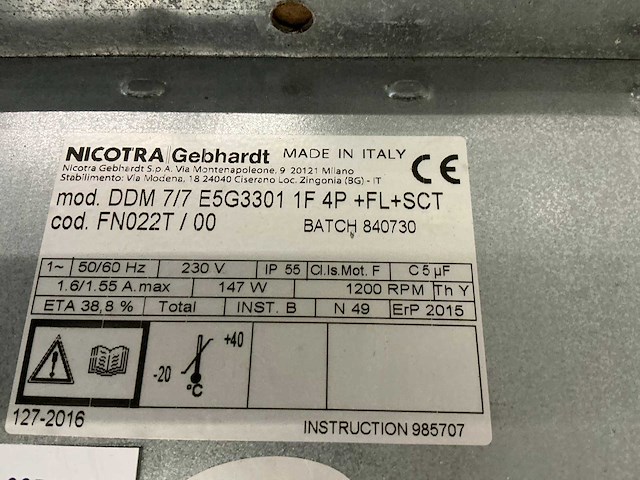 NICOTRA Gebhardt MADE IN ITALY CE
Nicotra Gebhardt S.p.A. Via Montenapoleone, 9 20121 Milano
Stabilimento: Via Modena, 18 24040 Ciserano Loc. Zingonia (BG) - IT
mod. DDM 7/7 E5G3301 1F 4P +FL+SCT
cod. FN022T / 00 BATCH 840730
1~ 50/60 Hz 230 V IP 55 Cl.Is.Mot. F C 5 µF
1.6/1.55 A.max 147 W 1200 RPM Th Y
ETA 38,8 % Total INST. B N 49 ErP 2015
-20 +40
°C
127-2016 INSTRUCTION 985707